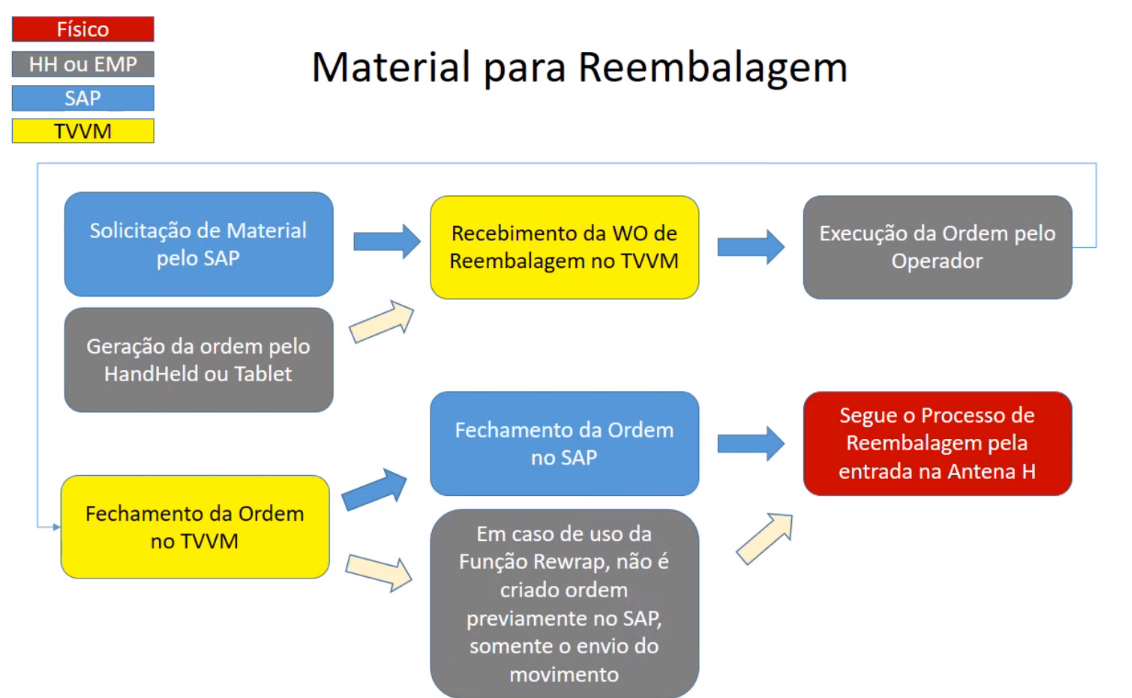 Físico
HH ou EMP
SAP
TVVM
Material para Reembalagem
Solicitação de Material
pelo SAP
Recebimento da WO de
Reembalagem no TVVM
Execução da Ordem pelo
Operador
Geração da ordem pelo
HandHeld ou Tablet
Fechamento da Ordem
no TVVM
Fechamento da Ordem
no SAP
Segue o Processo de
Reembalagem pela
entrada na Antena H
Em caso de uso da
Função Rewrap, não é
criado ordem
previamente no SAP,
somente o envio do
movimento